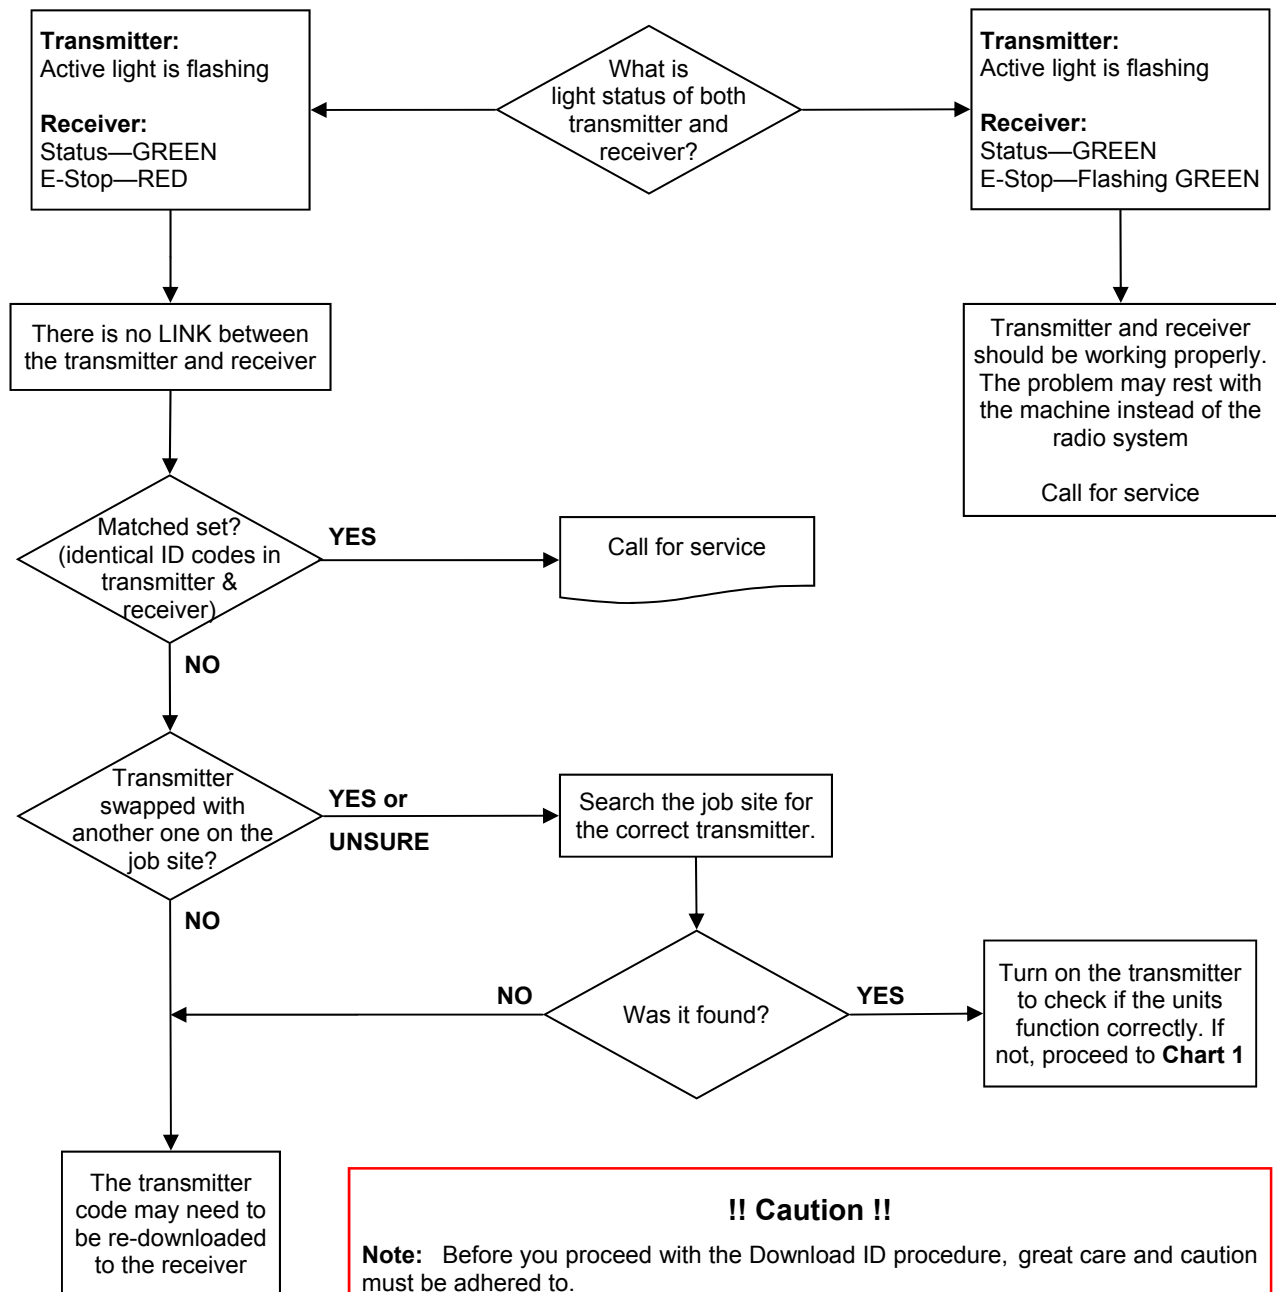 Transmitter:
Active light is flashing
Receiver:
Status—GREEN
E-Stop—RED
What is
light status of both
transmitter and
receiver?
Transmitter:
Active light is flashing
Receiver:
Status—GREEN
E-Stop—Flashing GREEN
There is no LINK between
the transmitter and receiver
Transmitter and receiver
should be working properly.
The problem may rest with
the machine instead of the
radio system
Call for service
Matched set?
(identical ID codes in
transmitter &
receiver)
YES
Call for service
NO
Transmitter
swapped with
another one on the
job site?
YES or
UNSURE
Search the job site for
the correct transmitter.
NO
Was it found?
NO
YES
Turn on the transmitter
to check if the units
function correctly. If
not, proceed to Chart 1
The transmitter
code may need to
be re-downloaded
to the receiver
!! Caution !!
Note: Before you proceed with the Download ID procedure, great care and caution
must be adhered to.